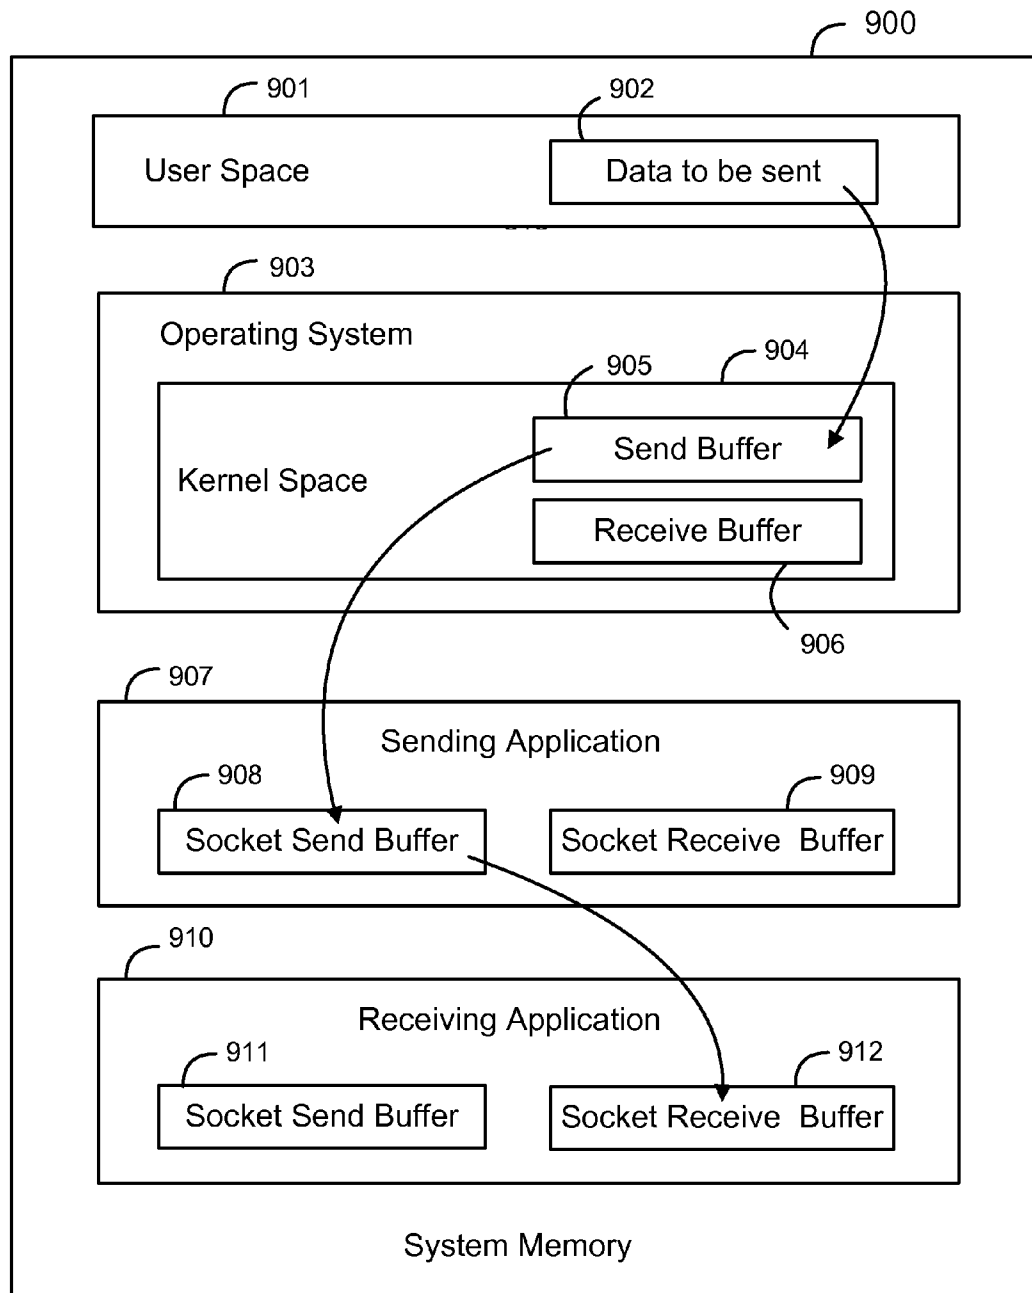 900
901
902
User Space
Data to be sent
903
Operating System
904
905
Send Buffer
Kernel Space
Receive Buffer
906
907
Sending Application
908
909
Socket Send Buffer
Socket Receive Buffer
910
Receiving Application
911
912
Socket Send Buffer
Socket Receive Buffer
System Memory